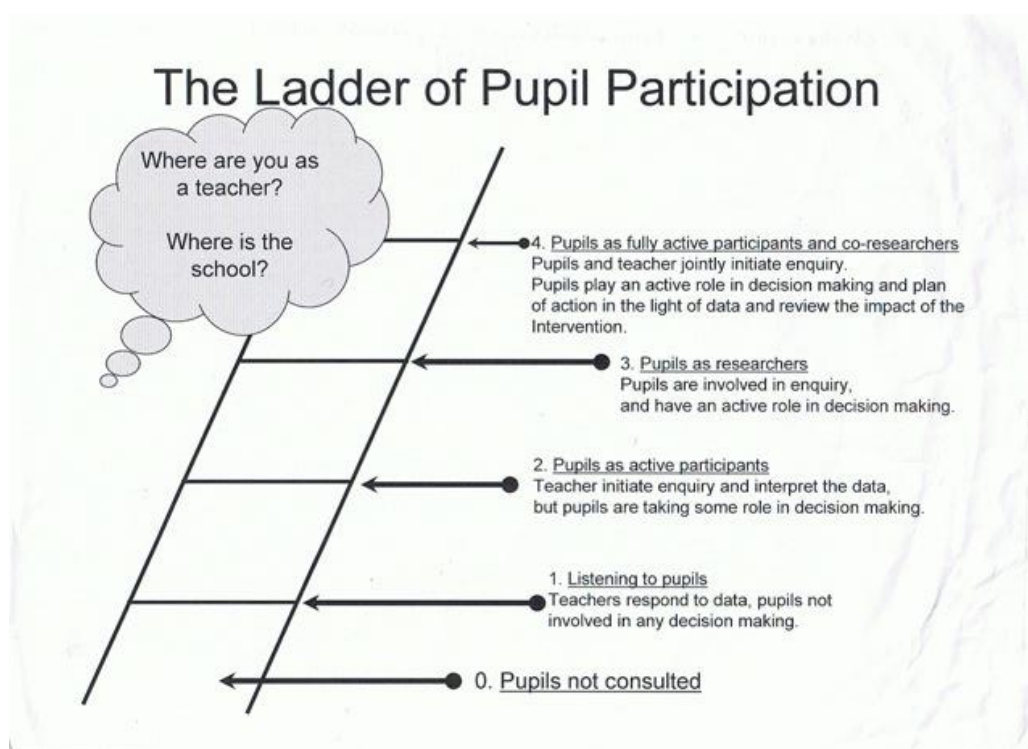 The Ladder of Pupil Participation
Where are you as
a teacher?
Where is the
school?
4. Pupils as fully active participants and co-researchers
Pupils and teacher jointly initiate enquiry.
Pupils play an active role in decision making and plan
of action in the light of data and review the impact of the
Intervention.
3. Pupils as researchers
Pupils are involved in enquiry,
and have an active role in decision making.
2. Pupils as active participants
Teacher initiate enquiry and interpret the data,
but pupils are taking some role in decision making.
1. Listening to pupils
Teachers respond to data, pupils not
involved in any decision making.
0. Pupils not consulted